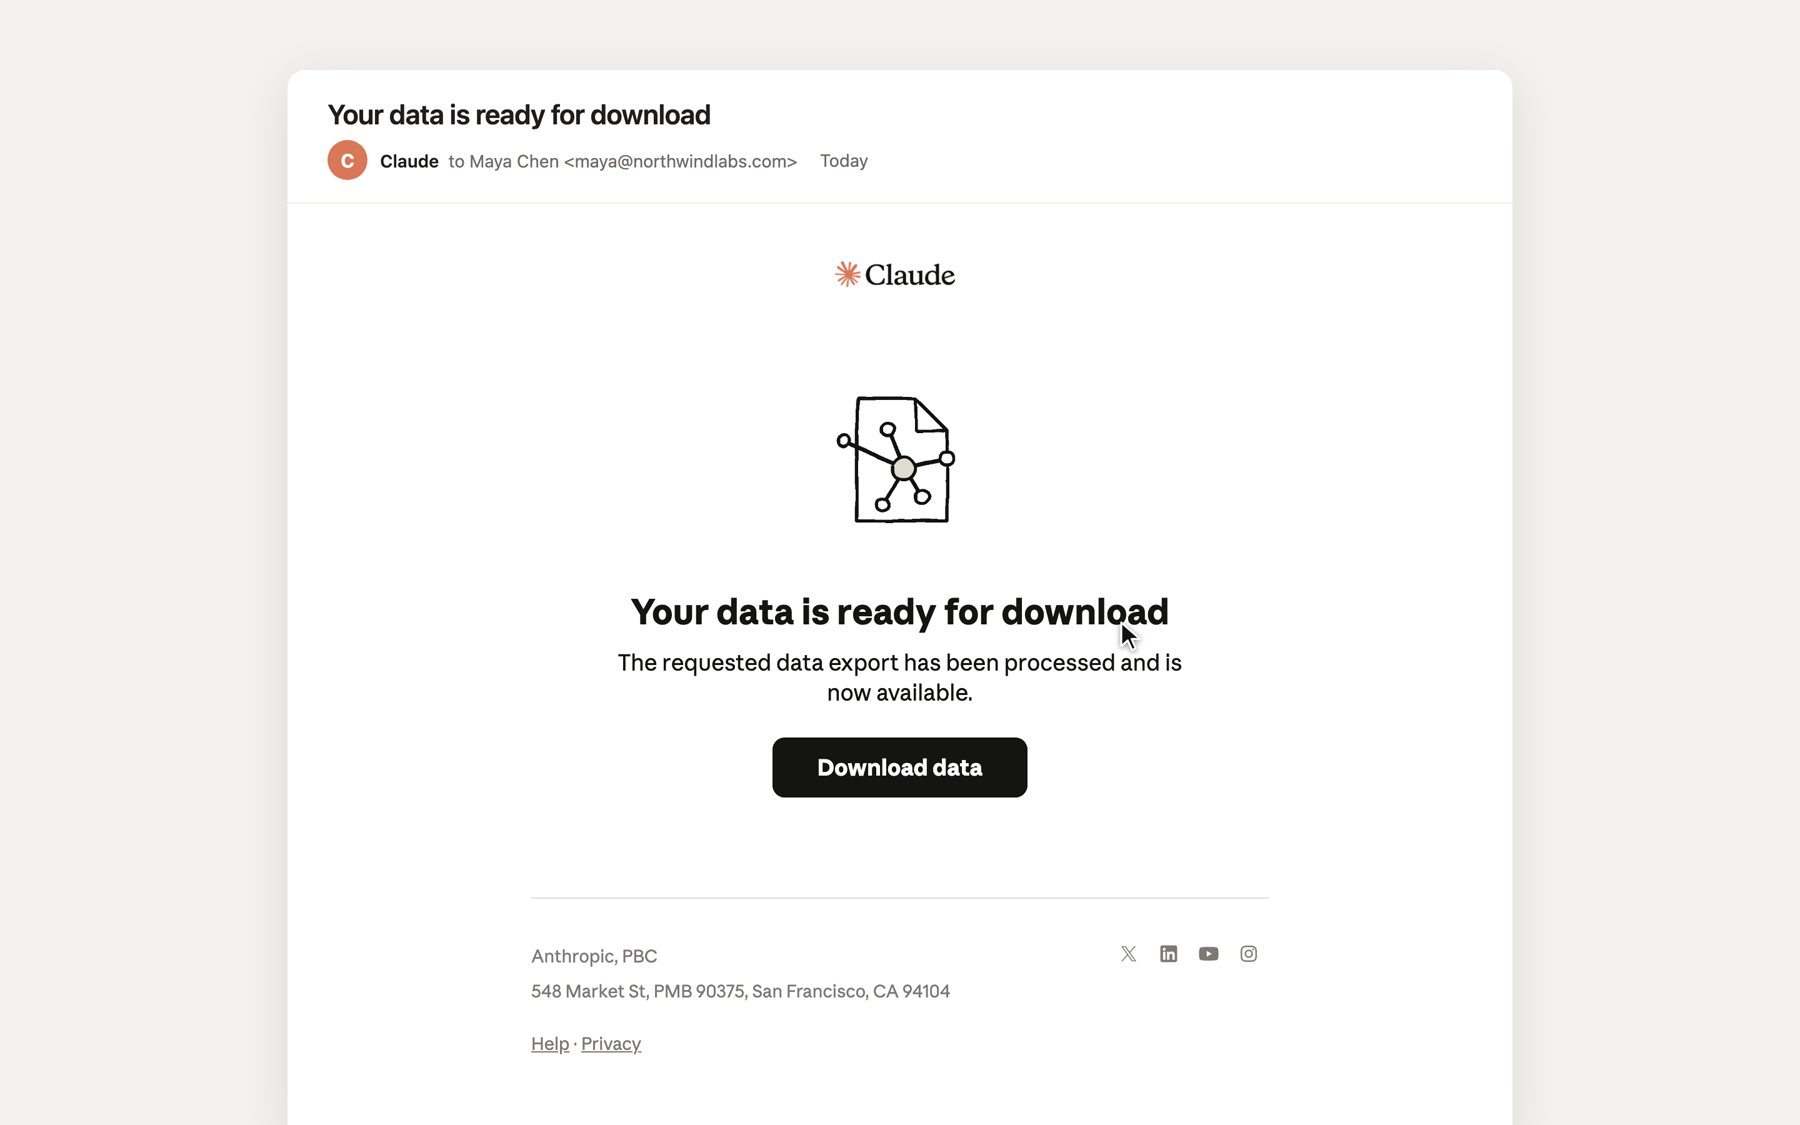 Your data is ready for download
C
Claude to Maya Chen <maya@northwindlabs.com> Today
Claude
Your data is ready for download
The requested data export has been processed and is
now available.
Download data
Anthropic, PBC
548 Market St, PMB 90375, San Francisco, CA 94104
Help · Privacy